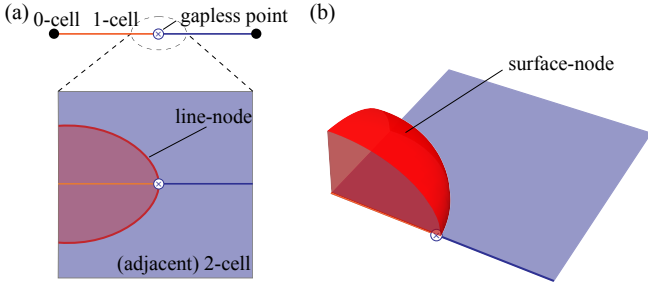 (a)
0-cell 1-cell gapless point
line-node
(adjacent) 2-cell
(b)
surface-node